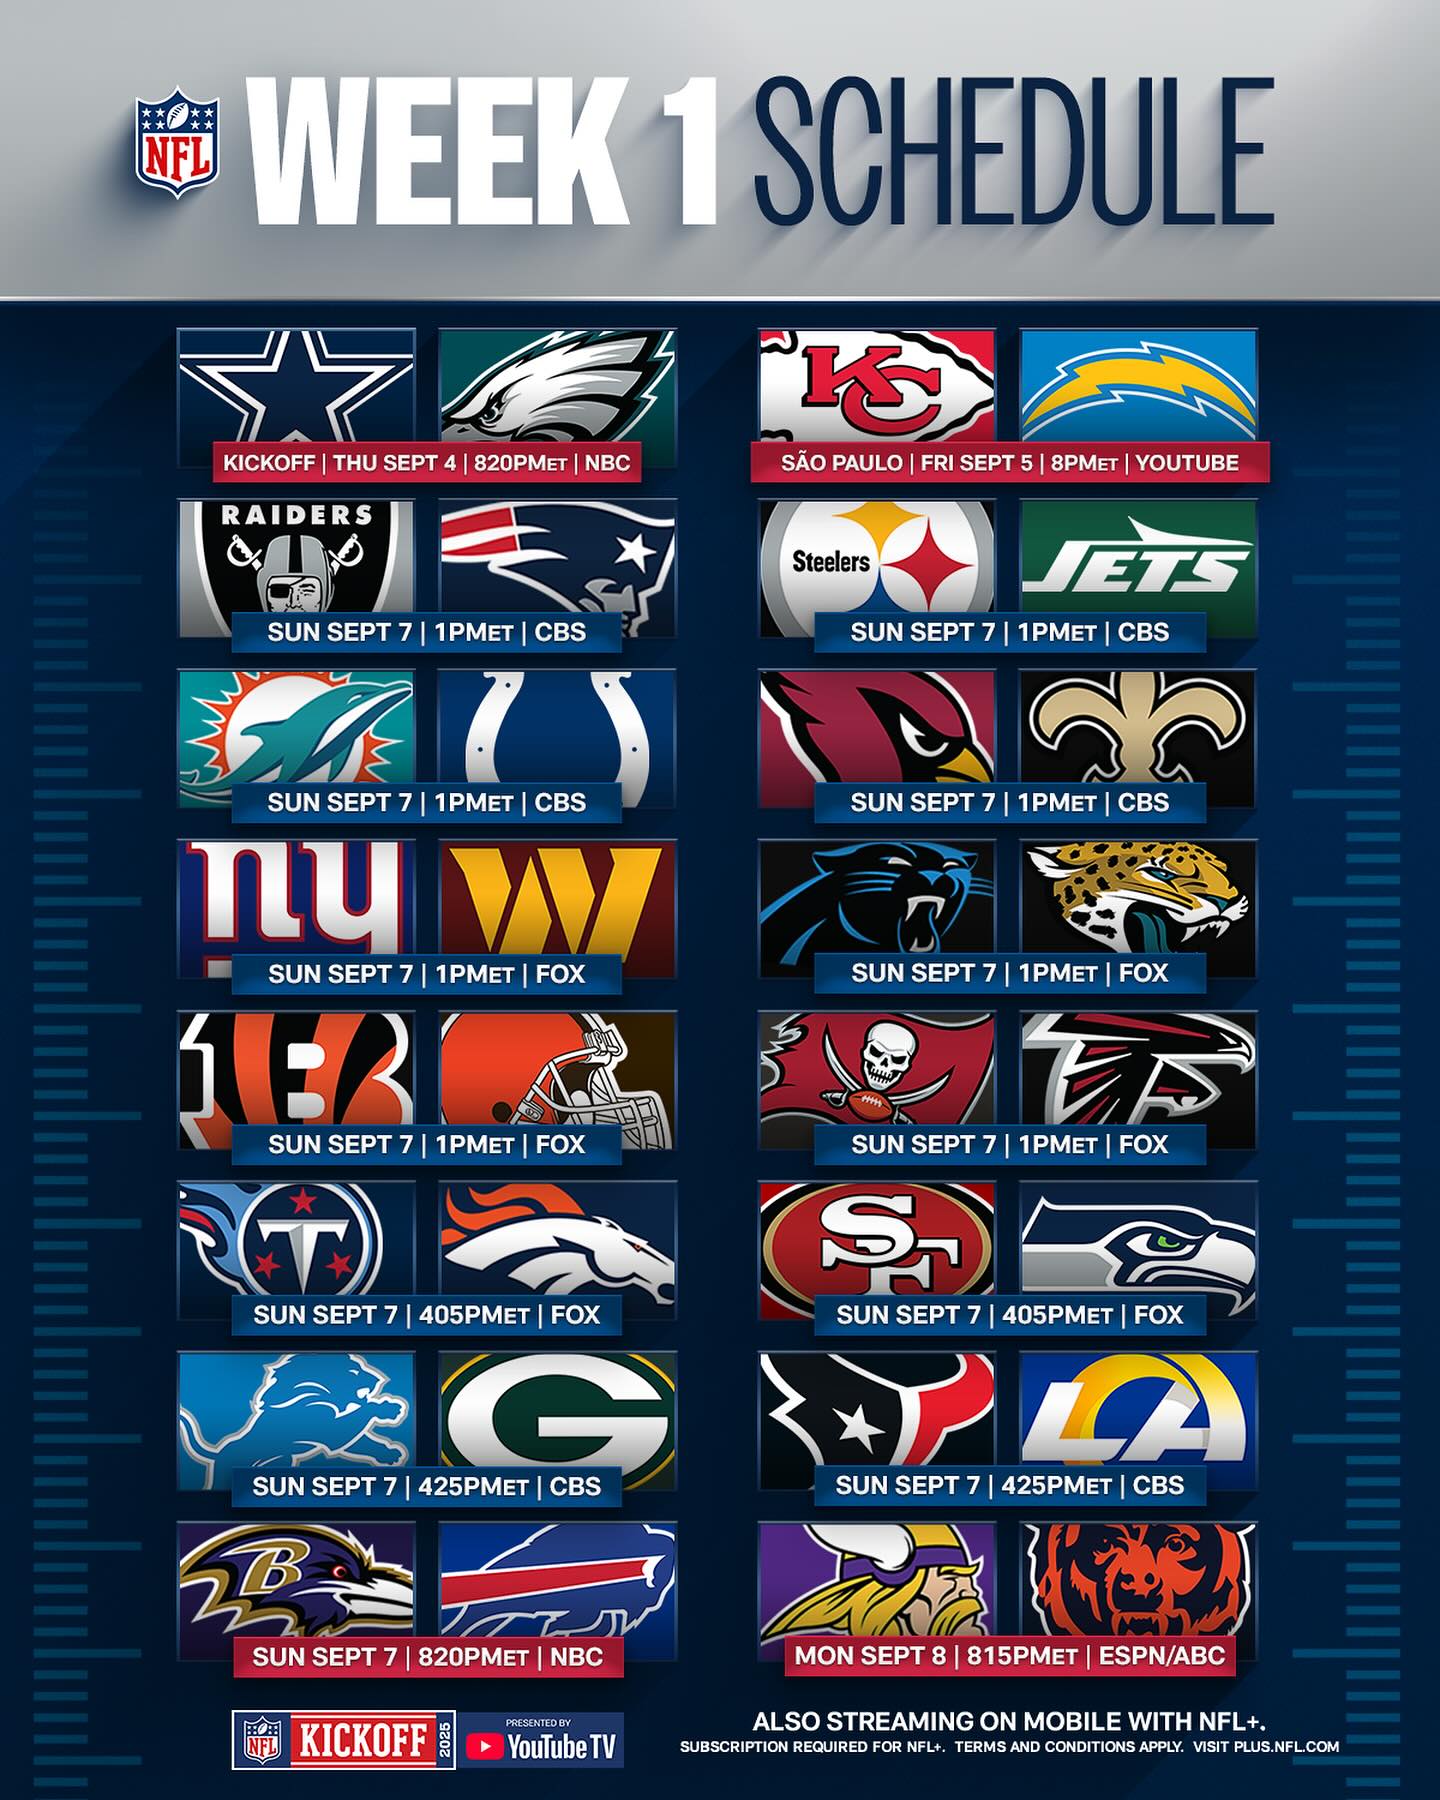 NFL WEEK 1 SCHEDULE
KC
KICKOFF | THU SEPT 4 | 820PMET | NBC
SÃO PAULO | FRI SEPT 5 | 8PMET | YOUTUBE
RAIDERS
Steelers
JETS
SUN SEPT 7 | 1PMET | CBS
SUN SEPT 7 | 1PMET | CBS
SUN SEPT 7 | 1PMET | CBS
SUN SEPT 7 | 1PMET | CBS
ny
W
SUN SEPT 7 | 1PMET | FOX
SUN SEPT 7 | 1PMET | FOX
B
SUN SEPT 7 | 1PMET | FOX
SUN SEPT 7 | 1PMET | FOX
T
SF
SUN SEPT 7 | 405PMET | FOX
SUN SEPT 7 | 405PMET | FOX
G
LA
SUN SEPT 7 | 425PMET | CBS
SUN SEPT 7 | 425PMET | CBS
B
SUN SEPT 7 | 820PMET | NBC
MON SEPT 8 | 815PMET | ESPN/ABC
NFL KICKOFF 2025
PRESENTED BY
YouTube TV
ALSO STREAMING ON MOBILE WITH NFL+.
SUBSCRIPTION REQUIRED FOR NFL+. TERMS AND CONDITIONS APPLY. VISIT PLUS.NFL.COM